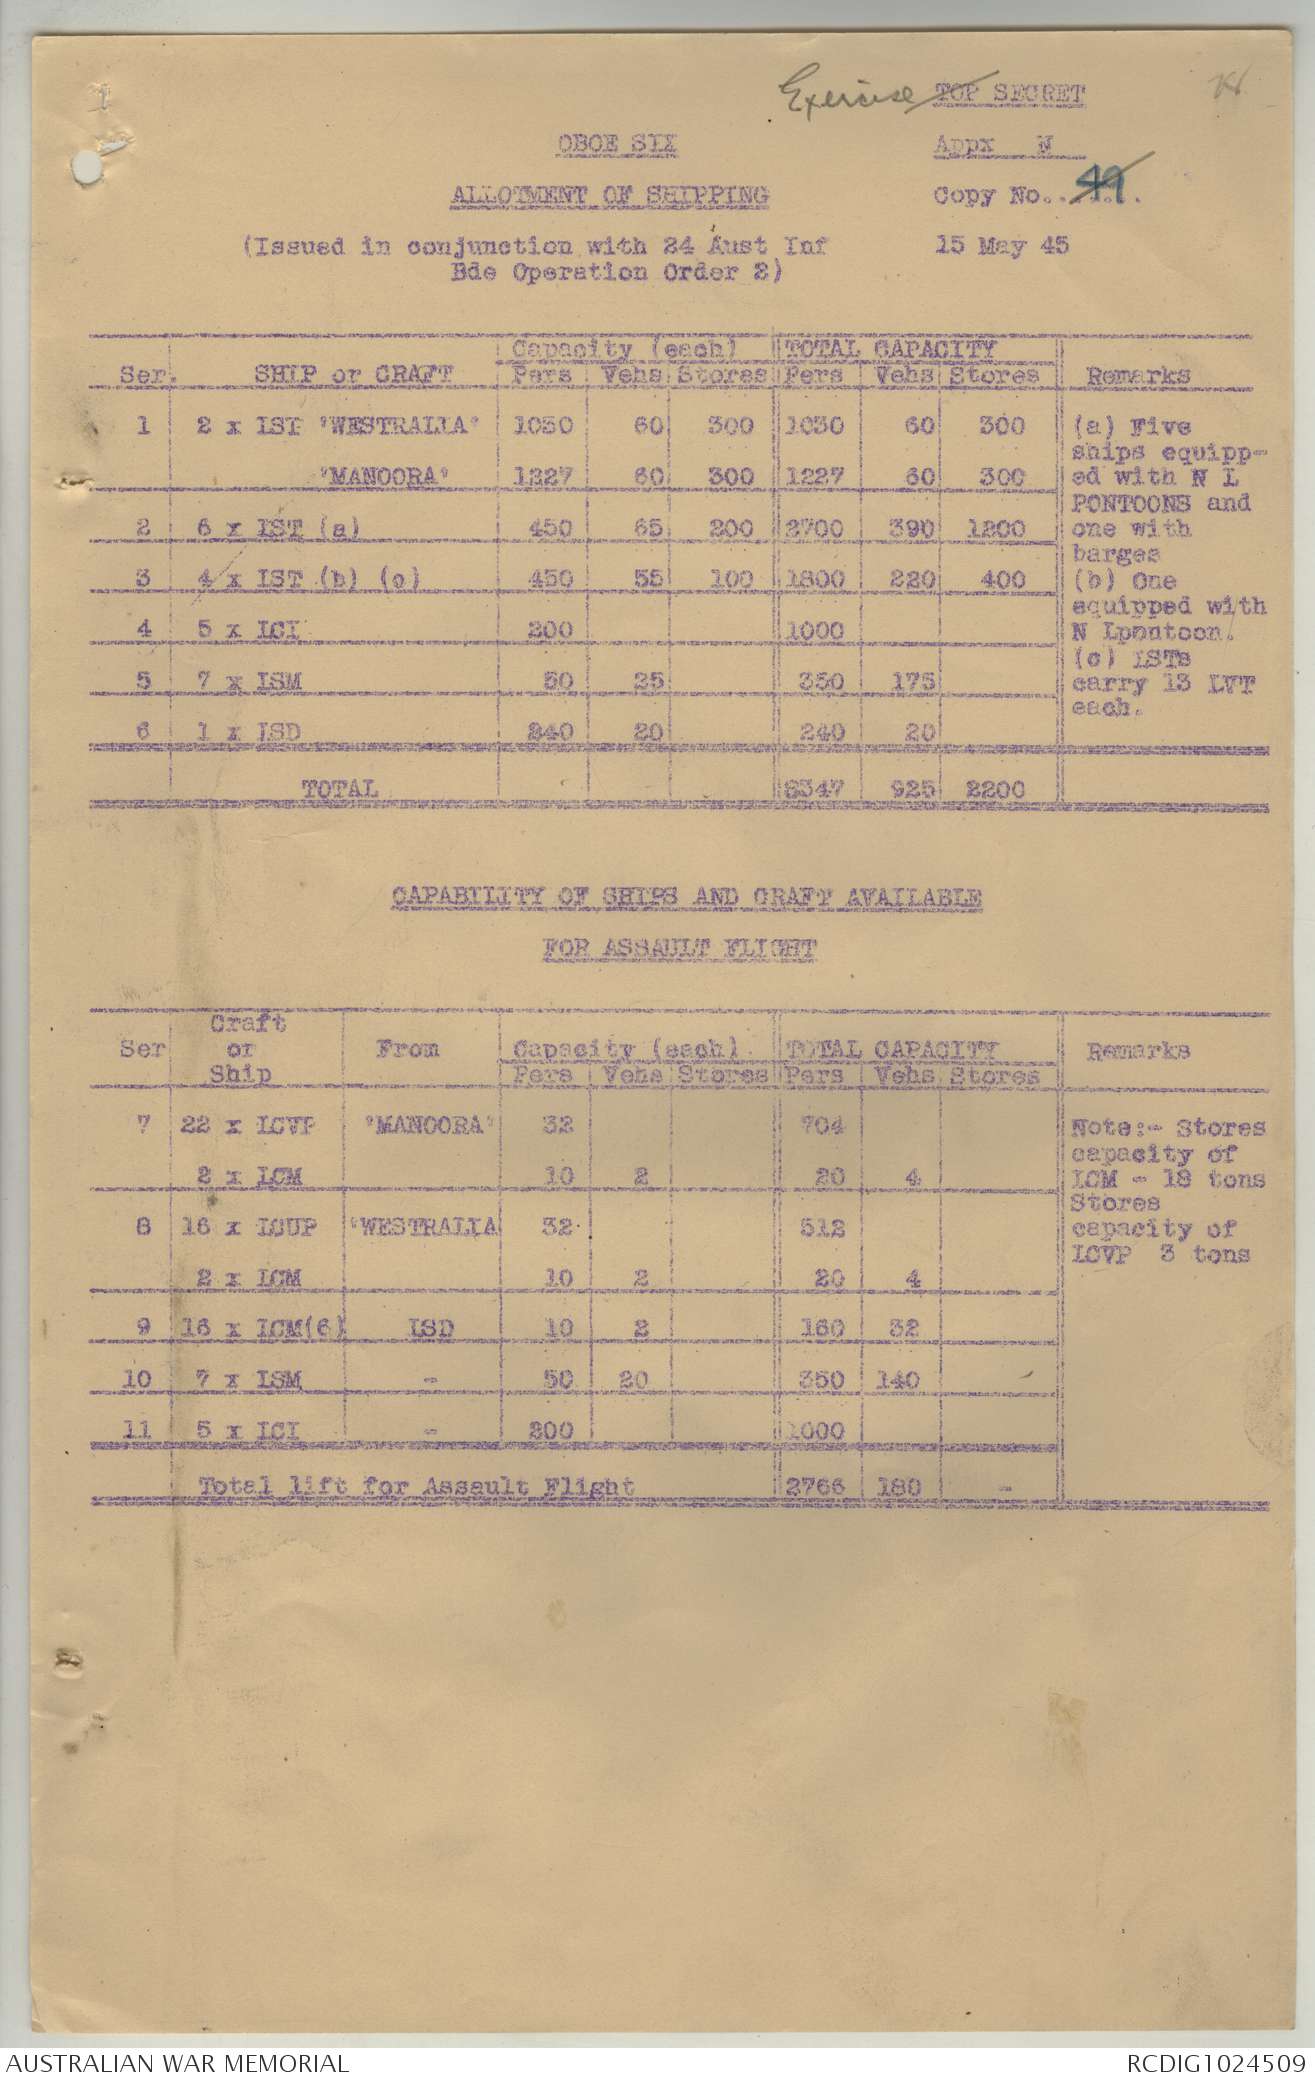 Exercise TOP SECRET
OBOE SIX Appx N
ALLOTMENT OF SHIPPING Copy No..49..
(Issued in conjunction with 24 Aust Inf 15 May 45
Bde Operation Order 2)
Capacity (each) TOTAL CAPACITY
Ser. SHIP or CRAFT Pers Vehs Stores Pers Vehs Stores Remarks
1 2 x LSI 'WESTRALIA' 1030 60 300 1030 60 300 (a) Five
ships equipp-
'MANOORA' 1227 60 300 1227 60 300 ed with N L
PONTOONS and
2 6 x LST (a) 450 65 200 2700 390 1200 one with
barges
3 4 x LST (b) (c) 450 55 100 1800 220 400 (b) One
equipped with
4 5 x LCI 200 1000 N Lpontoon.
(c) LSTs
5 7 x LSM 50 25 350 175 carry 13 LVT
each.
6 1 x LSD 240 20 240 20
TOTAL 8347 925 2200
CAPABILITY OF SHIPS AND CRAFT AVAILABLE
FOR ASSAULT FLIGHT
Craft
Ser or From Capacity (each) TOTAL CAPACITY Remarks
Ship Pers Vehs Stores Pers Vehs Stores
7 22 x LCVP 'MANOORA' 32 704 Note:- Stores
capacity of
2 x LCM 10 2 20 4 LCM - 18 tons
Stores
8 16 x LCUP 'WESTRALIA 32 512 capacity of
LCVP 3 tons
2 x LCM 10 2 20 4
9 16 x LCM(6) LSD 10 2 160 32
10 7 x LSM - 50 20 350 140
11 5 x LCI - 200 1000
Total lift for Assault Flight 2766 180 -
AUSTRALIAN WAR MEMORIAL RCDIG1024509